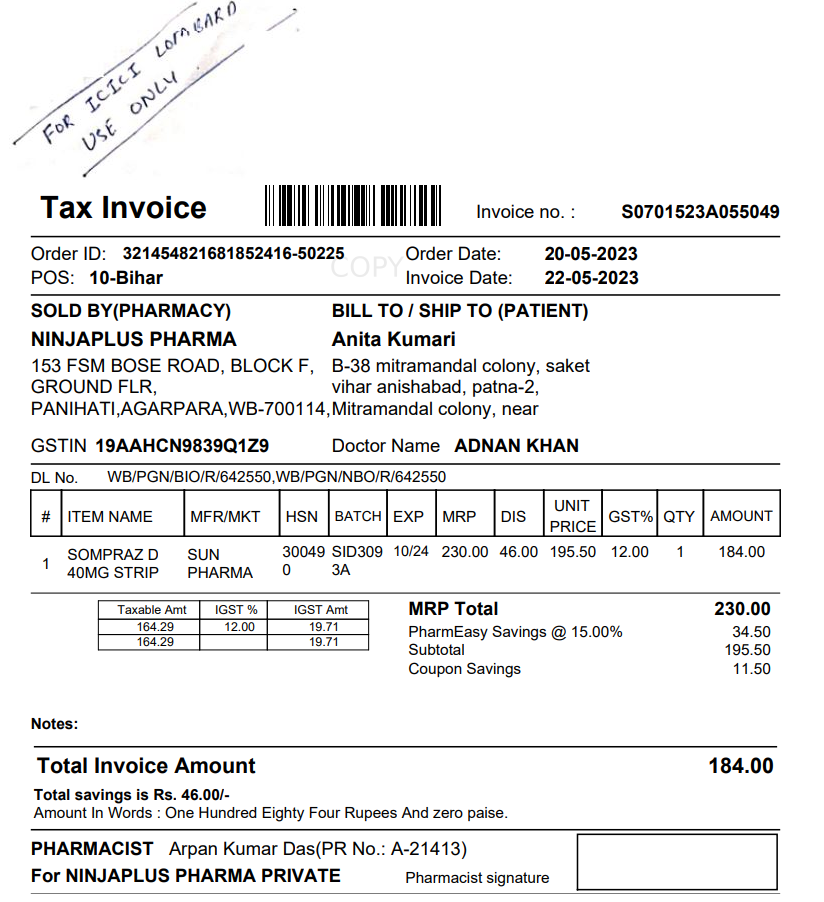 FOR ICICI LOMBARD
USE ONLY
Tax Invoice
Invoice no. : S0701523A055049
Order ID: 321454821681852416-50225 Order Date: 20-05-2023
COPY
POS: 10-Bihar Invoice Date: 22-05-2023
SOLD BY(PHARMACY) BILL TO / SHIP TO (PATIENT)
NINJAPLUS PHARMA Anita Kumari
153 FSM BOSE ROAD, BLOCK F, B-38 mitramandal colony, saket
GROUND FLR, vihar anishabad, patna-2,
PANIHATI,AGARPARA,WB-700114, Mitramandal colony, near
GSTIN 19AAHCN9839Q1Z9 Doctor Name ADNAN KHAN
DL No. WB/PGN/BIO/R/642550,WB/PGN/NBO/R/642550
# ITEM NAME MFR/MKT HSN BATCH EXP MRP DIS UNIT PRICE GST% QTY AMOUNT
1 SOMPRAZ D SUN 30049 SID309 10/24 230.00 46.00 195.50 12.00 1 184.00
40MG STRIP PHARMA 0 3A
Taxable Amt IGST % IGST Amt
164.29 12.00 19.71
164.29 19.71
MRP Total 230.00
PharmEasy Savings @ 15.00% 34.50
Subtotal 195.50
Coupon Savings 11.50
Notes:
Total Invoice Amount 184.00
Total savings is Rs. 46.00/-
Amount In Words : One Hundred Eighty Four Rupees And zero paise.
PHARMACIST Arpan Kumar Das(PR No.: A-21413)
For NINJAPLUS PHARMA PRIVATE Pharmacist signature